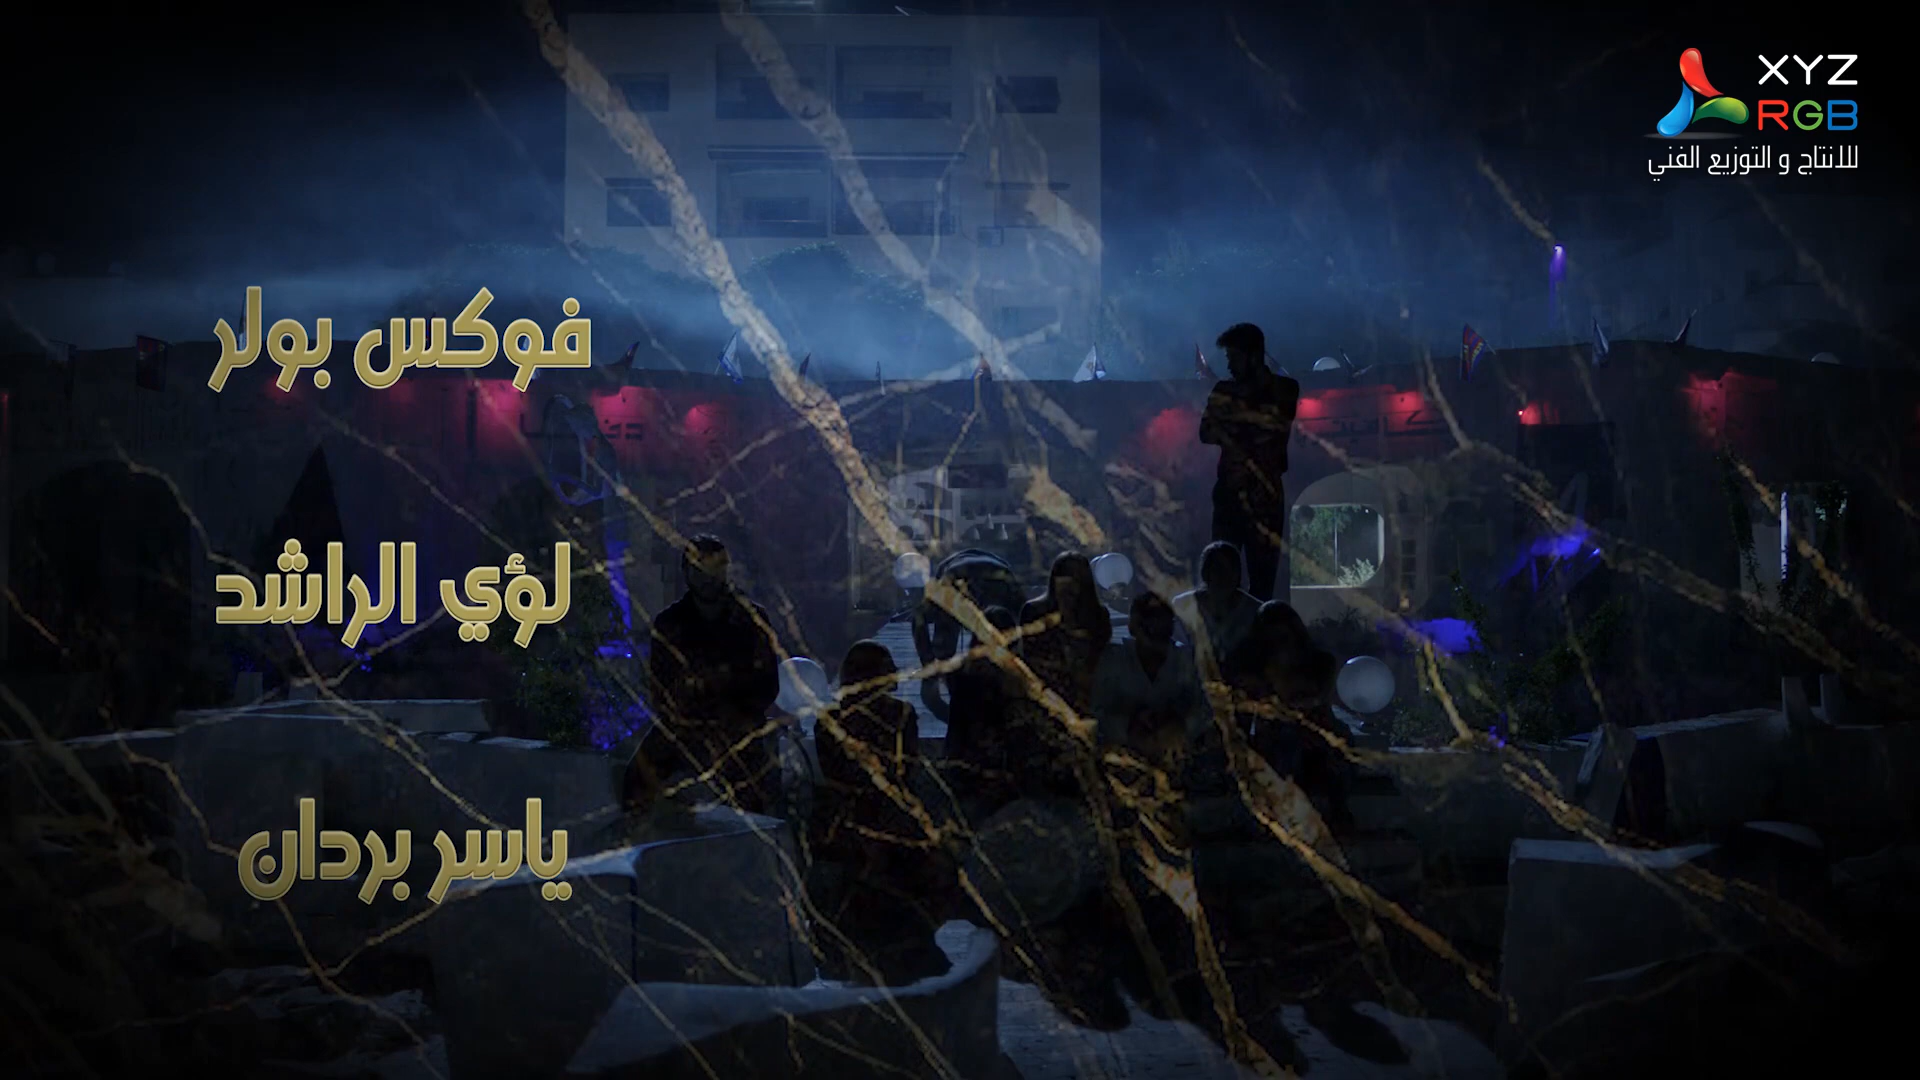 XYZ
RGB
للانتاج و التوزيع الفني
فوكس بولر
لؤي الراشد
ياسر بردان